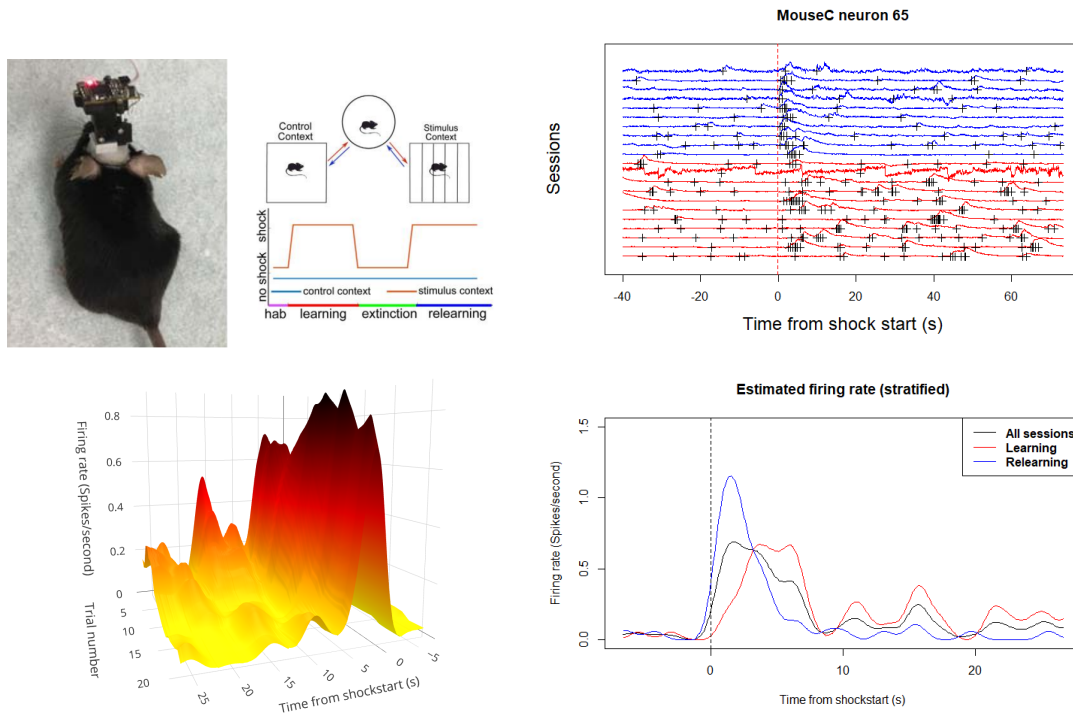 Control
Context
Stimulus
Context
shock
no shock
control context
stimulus context
hab
learning
extinction
relearning
MouseC neuron 65
Sessions
-40
-20
0
20
40
60
Time from shock start (s)
Firing rate (Spikes/second)
0.8
0.6
0.4
0.2
0
Trial number
5
10
15
20
25
20
15
10
5
0
−5
Time from shockstart (s)
Estimated firing rate (stratified)
Firing rate (Spikes/second)
1.5
1.0
0.5
0.0
All sessions
Learning
Relearning
0
10
20
Time from shockstart (s)